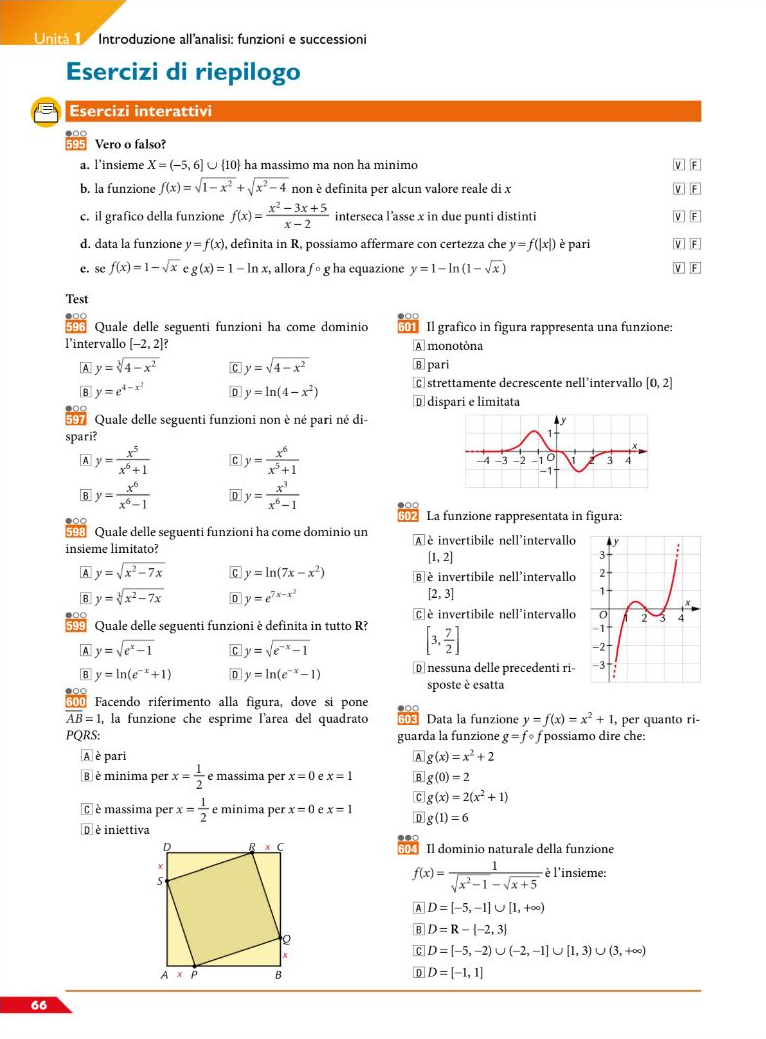 Unità 1 Introduzione all'analisi: funzioni e successioni
Esercizi di riepilogo
Esercizi interattivi
595 Vero o falso?
a. l'insieme X = (−5, 6] ∪ {10} ha massimo ma non ha minimo V F
b. la funzione f(x) = √(1 − x²) + √(x² − 4) non è definita per alcun valore reale di x V F
c. il grafico della funzione f(x) = (x² − 3x + 5)/(x − 2) interseca l'asse x in due punti distinti V F
d. data la funzione y = f(x), definita in R, possiamo affermare con certezza che y = f(|x|) è pari V F
e. se f(x) = 1 − √x e g(x) = 1 − ln x, allora f ∘ g ha equazione y = 1 − ln (1 − √x) V F
Test
596 Quale delle seguenti funzioni ha come dominio
l'intervallo [−2, 2]?
A y = ∛(4 − x²) C y = √(4 − x²)
B y = e^(4 − x²) D y = ln(4 − x²)
597 Quale delle seguenti funzioni non è né pari né di-
spari?
A y = x⁵/(x⁶ + 1) C y = x⁶/(x⁵ + 1)
B y = x⁶/(x⁶ − 1) D y = x³/(x⁶ − 1)
598 Quale delle seguenti funzioni ha come dominio un
insieme limitato?
A y = √(x² − 7x) C y = ln(7x − x²)
B y = ∛(x² − 7x) D y = e^(7x − x²)
599 Quale delle seguenti funzioni è definita in tutto R?
A y = √(eˣ − 1) C y = √(e⁻ˣ − 1)
B y = ln(e⁻ˣ + 1) D y = ln(e⁻ˣ − 1)
600 Facendo riferimento alla figura, dove si pone
AB = 1, la funzione che esprime l'area del quadrato
PQRS:
A è pari
B è minima per x = 1/2 e massima per x = 0 e x = 1
C è massima per x = 1/2 e minima per x = 0 e x = 1
D è iniettiva
D R x C
x
S
Q
x
A x P B
601 Il grafico in figura rappresenta una funzione:
A monotòna
B pari
C strettamente decrescente nell'intervallo [0, 2]
D dispari e limitata
y
1
x
−4 −3 −2 −1 O 1 2 3 4
−1
602 La funzione rappresentata in figura:
A è invertibile nell'intervallo
[1, 2]
B è invertibile nell'intervallo
[2, 3]
C è invertibile nell'intervallo
[3, 7/2]
D nessuna delle precedenti ri-
sposte è esatta
y
3
2
1
x
O 1 2 3 4
−1
−2
−3
603 Data la funzione y = f(x) = x² + 1, per quanto ri-
guarda la funzione g = f ∘ f possiamo dire che:
A g(x) = x² + 2
B g(0) = 2
C g(x) = 2(x² + 1)
D g(1) = 6
604 Il dominio naturale della funzione
f(x) = 1/(√(x² − 1) − √(x + 5)) è l'insieme:
A D = [−5, −1] ∪ [1, +∞)
B D = R − {−2, 3}
C D = [−5, −2) ∪ (−2, −1] ∪ [1, 3) ∪ (3, +∞)
D D = [−1, 1]
66